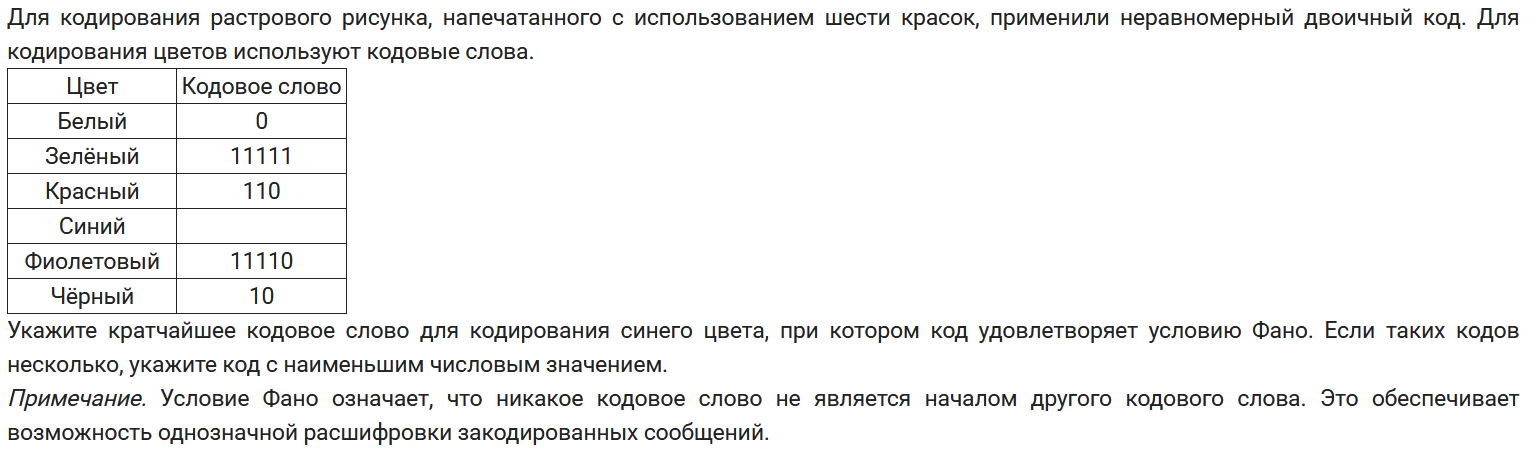 Для кодирования растрового рисунка, напечатанного с использованием шести красок, применили неравномерный двоичный код. Для
кодирования цветов используют кодовые слова.
Цвет Кодовое слово
Белый 0
Зелёный 11111
Красный 110
Синий
Фиолетовый 11110
Чёрный 10
Укажите кратчайшее кодовое слово для кодирования синего цвета, при котором код удовлетворяет условию Фано. Если таких кодов
несколько, укажите код с наименьшим числовым значением.
Примечание. Условие Фано означает, что никакое кодовое слово не является началом другого кодового слова. Это обеспечивает
возможность однозначной расшифровки закодированных сообщений.